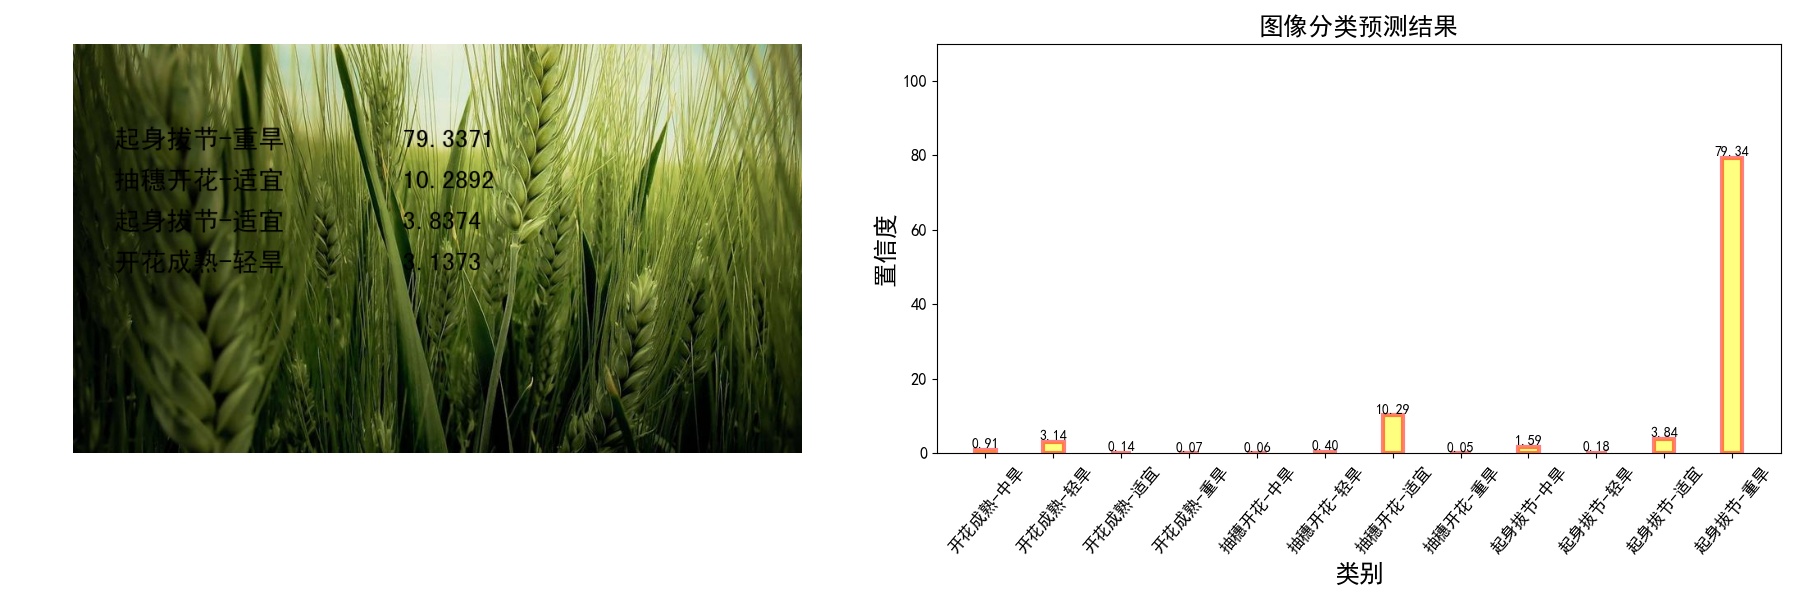 起身拔节-重旱 79.3371
抽穗开花-适宜 10.2892
起身拔节-适宜 3.8374
开花成熟-轻旱 3.1373
图像分类预测结果
置信度
100
80
60
40
20
0
0.91
3.14
0.14
0.07
0.06
0.40
10.29
0.05
1.59
0.18
3.84
79.34
开花成熟-中旱
开花成熟-轻旱
开花成熟-适宜
开花成熟-重旱
抽穗开花-中旱
抽穗开花-轻旱
抽穗开花-适宜
抽穗开花-重旱
起身拔节-中旱
起身拔节-轻旱
起身拔节-适宜
起身拔节-重旱
类别